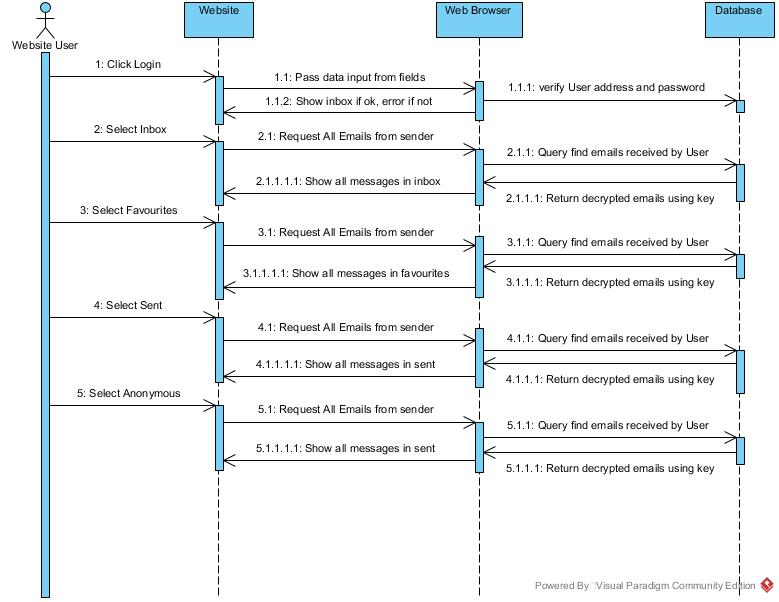 Website
Web Browser
Database
Website User
1: Click Login
1.1: Pass data input from fields
1.1.1: verify User address and password
1.1.2: Show inbox if ok, error if not
2: Select Inbox
2.1: Request All Emails from sender
2.1.1: Query find emails received by User
2.1.1.1.1: Show all messages in inbox
2.1.1.1: Return decrypted emails using key
3: Select Favourites
3.1: Request All Emails from sender
3.1.1: Query find emails received by User
3.1.1.1.1: Show all messages in favourites
3.1.1.1: Return decrypted emails using key
4: Select Sent
4.1: Request All Emails from sender
4.1.1: Query find emails received by User
4.1.1.1.1: Show all messages in sent
4.1.1.1: Return decrypted emails using key
5: Select Anonymous
5.1: Request All Emails from sender
5.1.1: Query find emails received by User
5.1.1.1.1: Show all messages in sent
5.1.1.1: Return decrypted emails using key
Powered By Visual Paradigm Community Edition